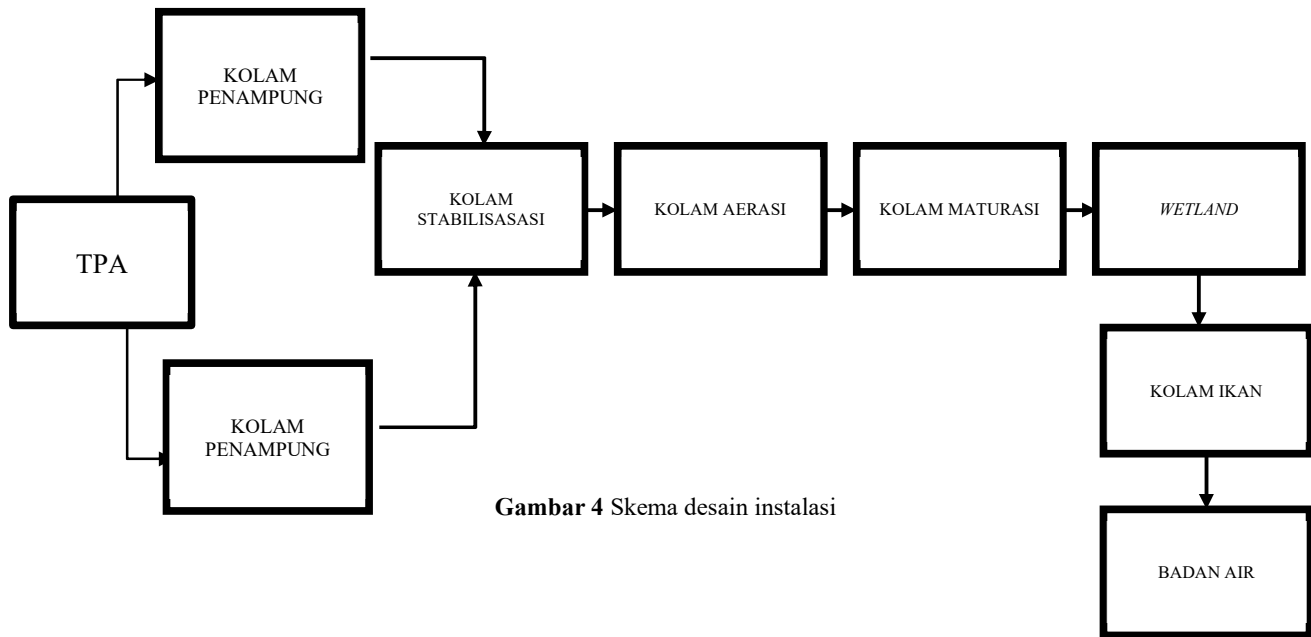 KOLAM
PENAMPUNG
TPA
KOLAM
PENAMPUNG
KOLAM
STABILISASASI
KOLAM AERASI
KOLAM MATURASI
WETLAND
KOLAM IKAN
BADAN AIR
Gambar 4 Skema desain instalasi